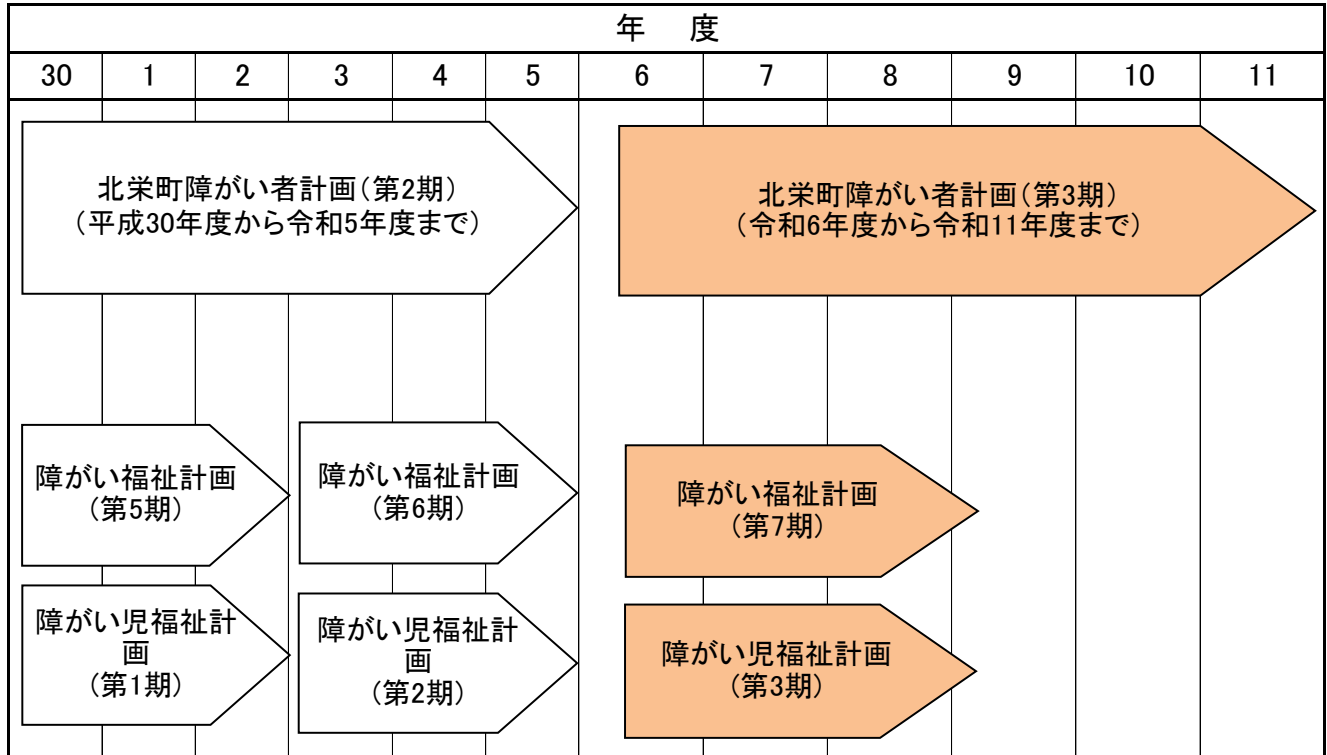 年 度
30 1 2 3 4 5 6 7 8 9 10 11
北栄町障がい者計画(第2期)
(平成30年度から令和5年度まで)
北栄町障がい者計画(第3期)
(令和6年度から令和11年度まで)
障がい福祉計画
(第5期)
障がい福祉計画
(第6期)
障がい福祉計画
(第7期)
障がい児福祉計
画
(第1期)
障がい児福祉計
画
(第2期)
障がい児福祉計画
(第3期)